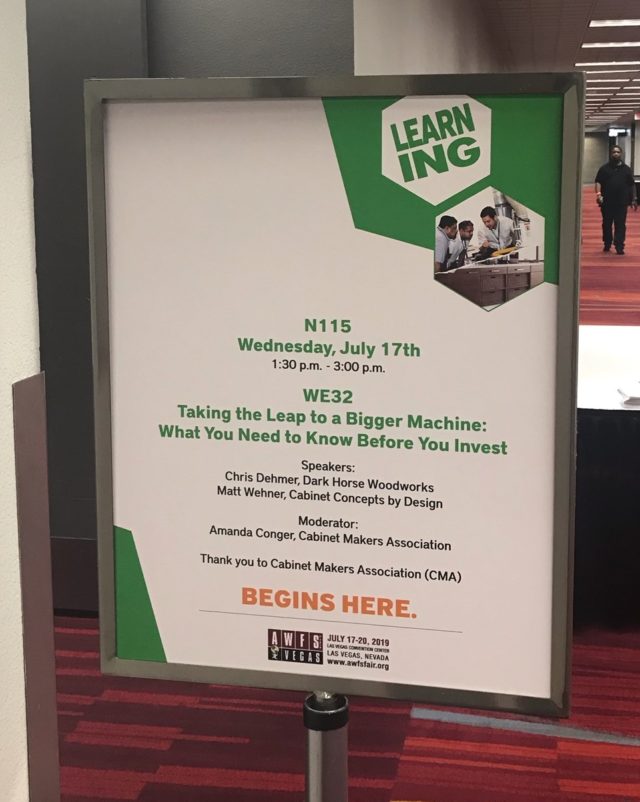 LEARN
ING
N115
Wednesday, July 17th
1:30 p.m. - 3:00 p.m.
WE32
Taking the Leap to a Bigger Machine:
What You Need to Know Before You Invest
Speakers:
Chris Dehmer, Dark Horse Woodworks
Matt Wehner, Cabinet Concepts by Design
Moderator:
Amanda Conger, Cabinet Makers Association
Thank you to Cabinet Makers Association (CMA)
BEGINS HERE.
AWFS
VEGAS
JULY 17-20, 2019
LAS VEGAS CONVENTION CENTER
LAS VEGAS, NEVADA
www.awfsfair.org